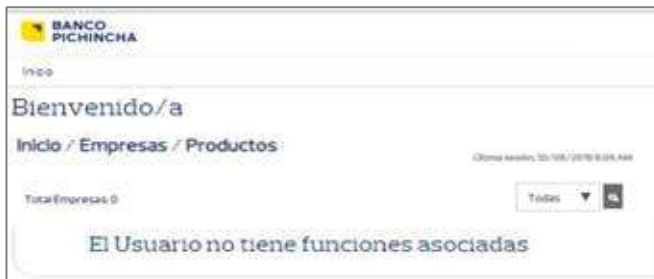 BANCO
PICHINCHA
Inicio
Bienvenido/a
Inicio / Empresas / Productos
Total Empresas: 0
Todas
El Usuario no tiene funciones asociadas